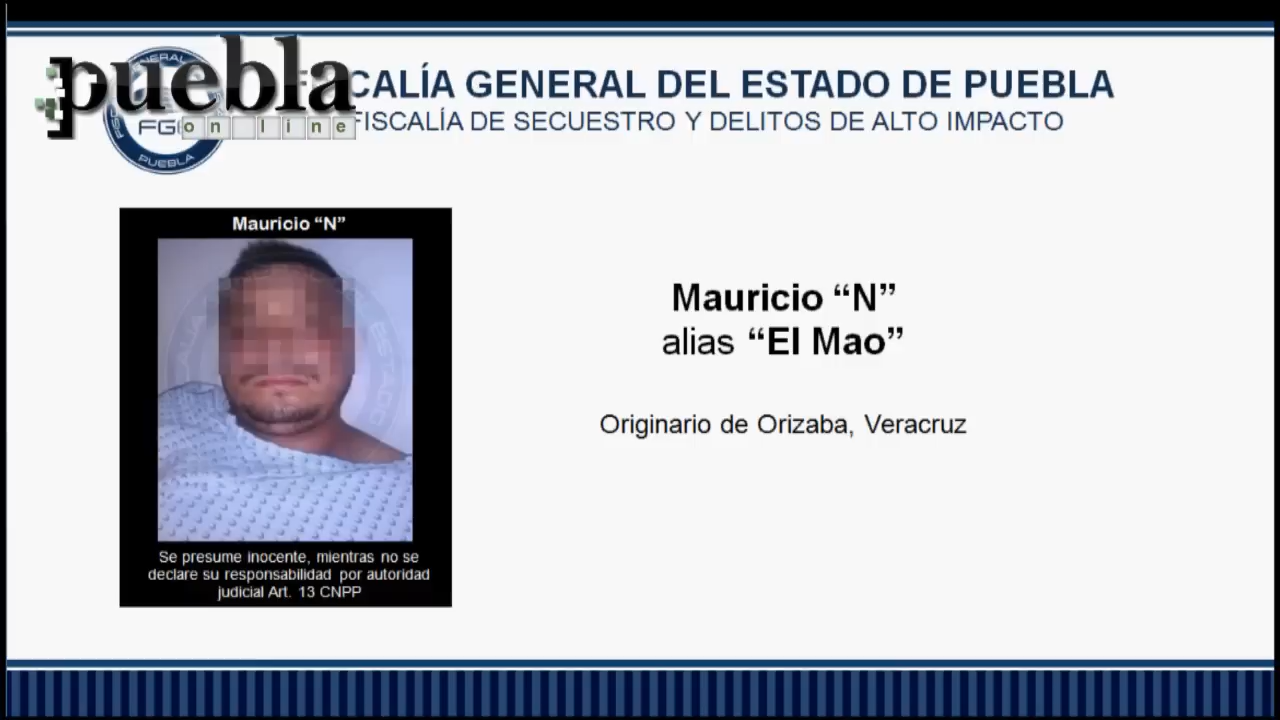 puebla
online
FISCALÍA GENERAL DEL ESTADO DE PUEBLA
FISCALÍA DE SECUESTRO Y DELITOS DE ALTO IMPACTO
PUEBLA
Mauricio “N”
Se presume inocente, mientras no se
declare su responsabilidad por autoridad
judicial Art. 13 CNPP
Mauricio “N”
alias “El Mao”
Originario de Orizaba, Veracruz